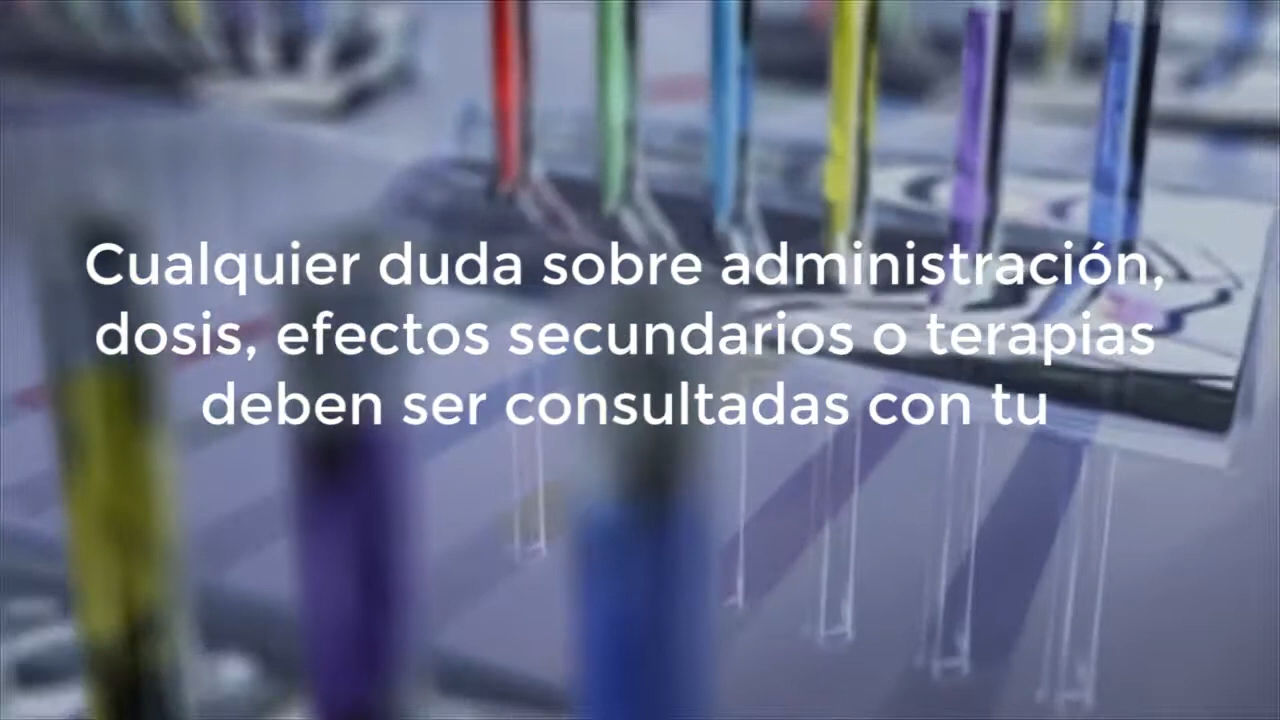 Cualquier duda sobre administración,
dosis, efectos secundarios o terapias
deben ser consultadas con tu